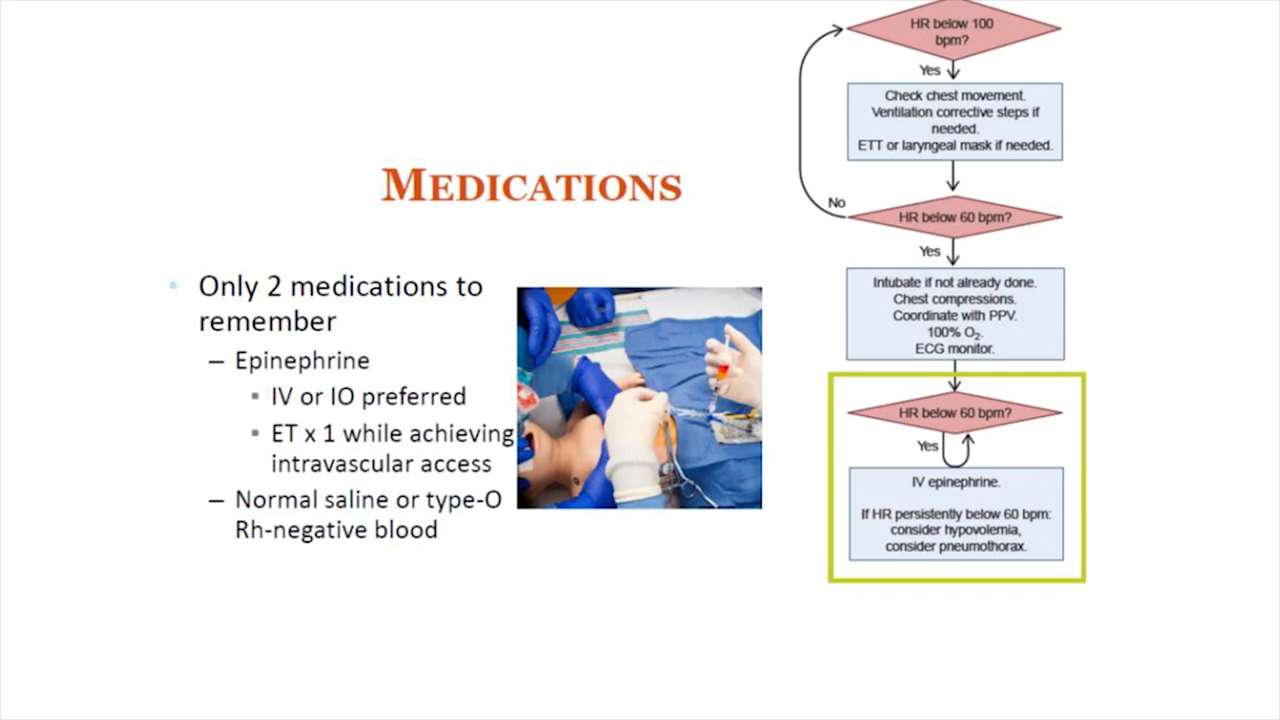 MEDICATIONS
• Only 2 medications to
remember
– Epinephrine
▪ IV or IO preferred
▪ ET x 1 while achieving
intravascular access
– Normal saline or type-O
Rh-negative blood
HR below 100
bpm?
Yes
Check chest movement.
Ventilation corrective steps if
needed.
ETT or laryngeal mask if needed.
No
HR below 60 bpm?
Yes
Intubate if not already done.
Chest compressions.
Coordinate with PPV.
100% O₂.
ECG monitor.
HR below 60 bpm?
Yes
IV epinephrine.
If HR persistently below 60 bpm:
consider hypovolemia,
consider pneumothorax.